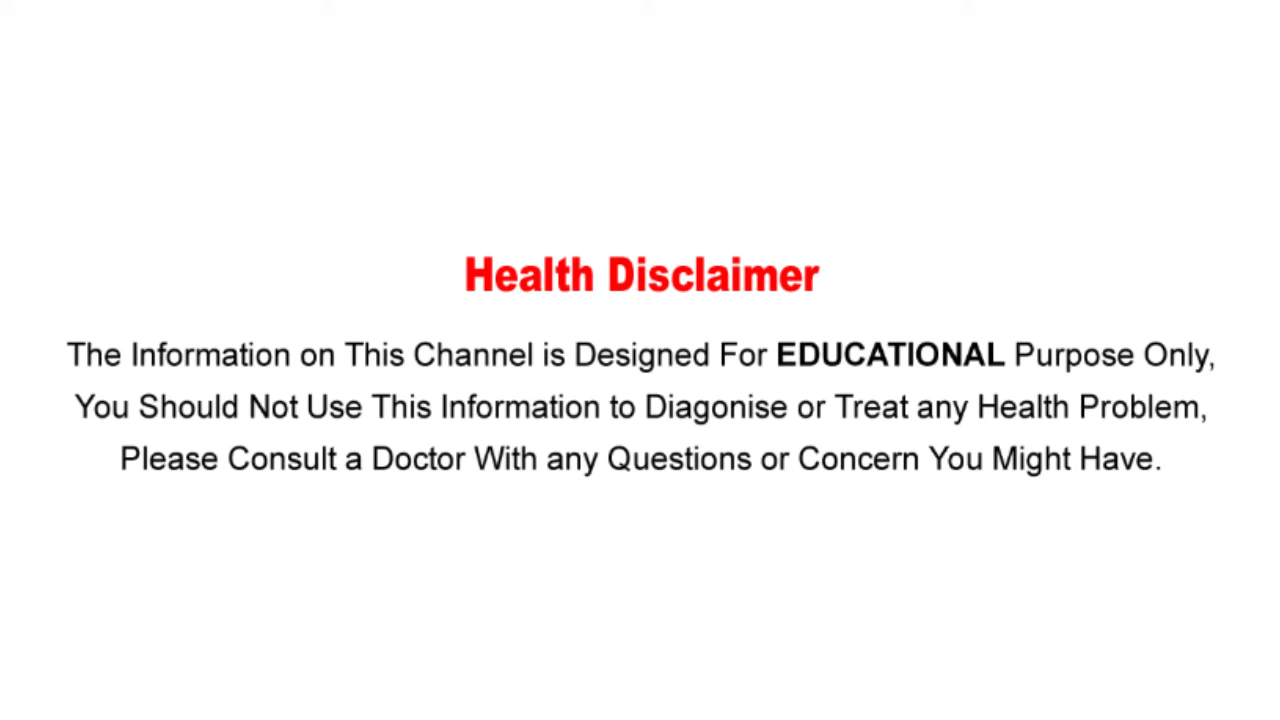 Health Disclaimer
The Information on This Channel is Designed For EDUCATIONAL Purpose Only,
You Should Not Use This Information to Diagonise or Treat any Health Problem,
Please Consult a Doctor With any Questions or Concern You Might Have.